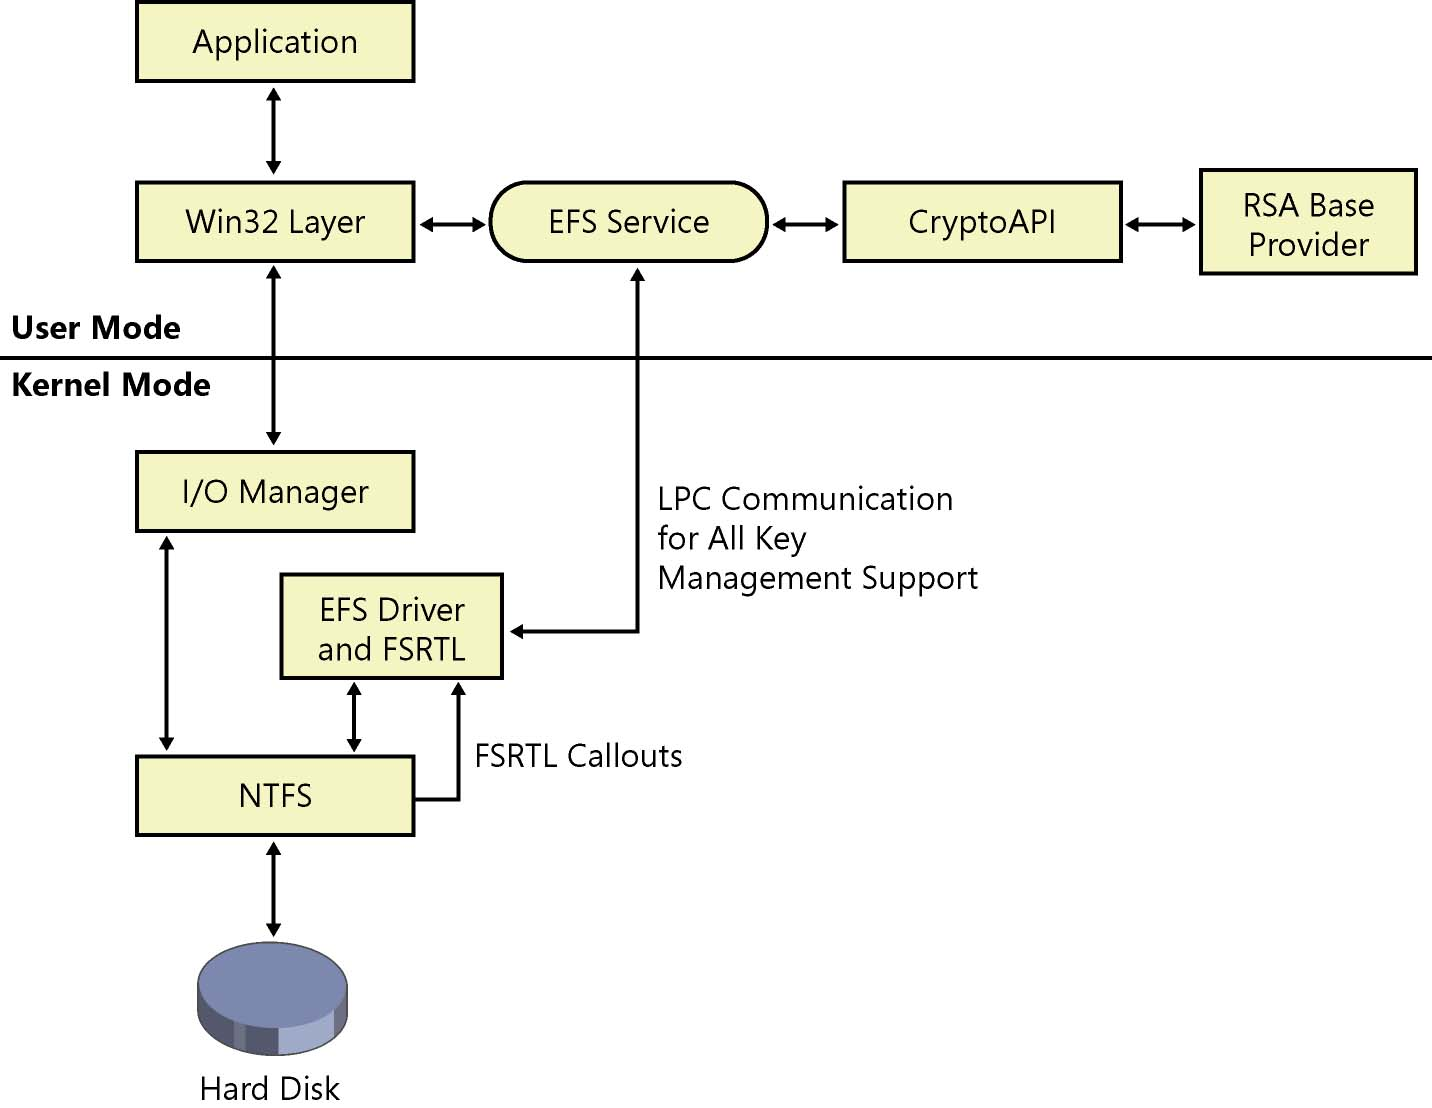 Application
Win32 Layer
EFS Service
CryptoAPI
RSA Base
Provider
User Mode
Kernel Mode
I/O Manager
LPC Communication
for All Key
Management Support
EFS Driver
and FSRTL
FSRTL Callouts
NTFS
Hard Disk